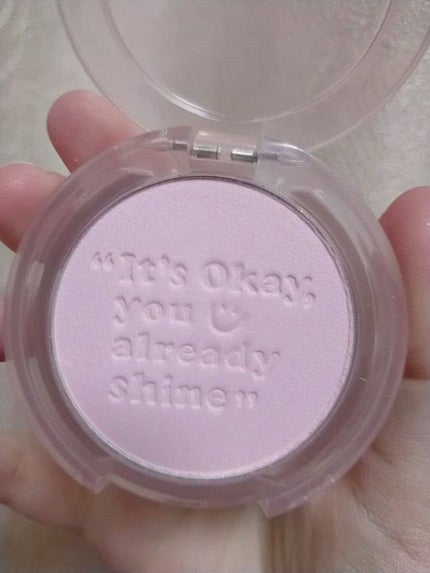 “It's Okay,
you
already
shine”